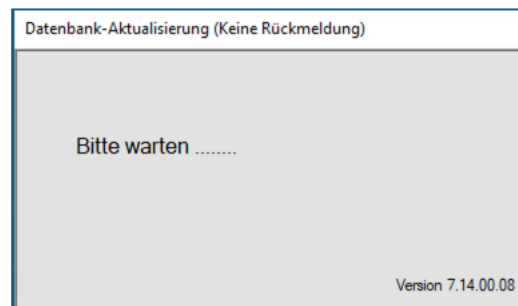 Datenbank-Aktualisierung (Keine Rückmeldung)
Bitte warten ........
Version 7.14.00.08